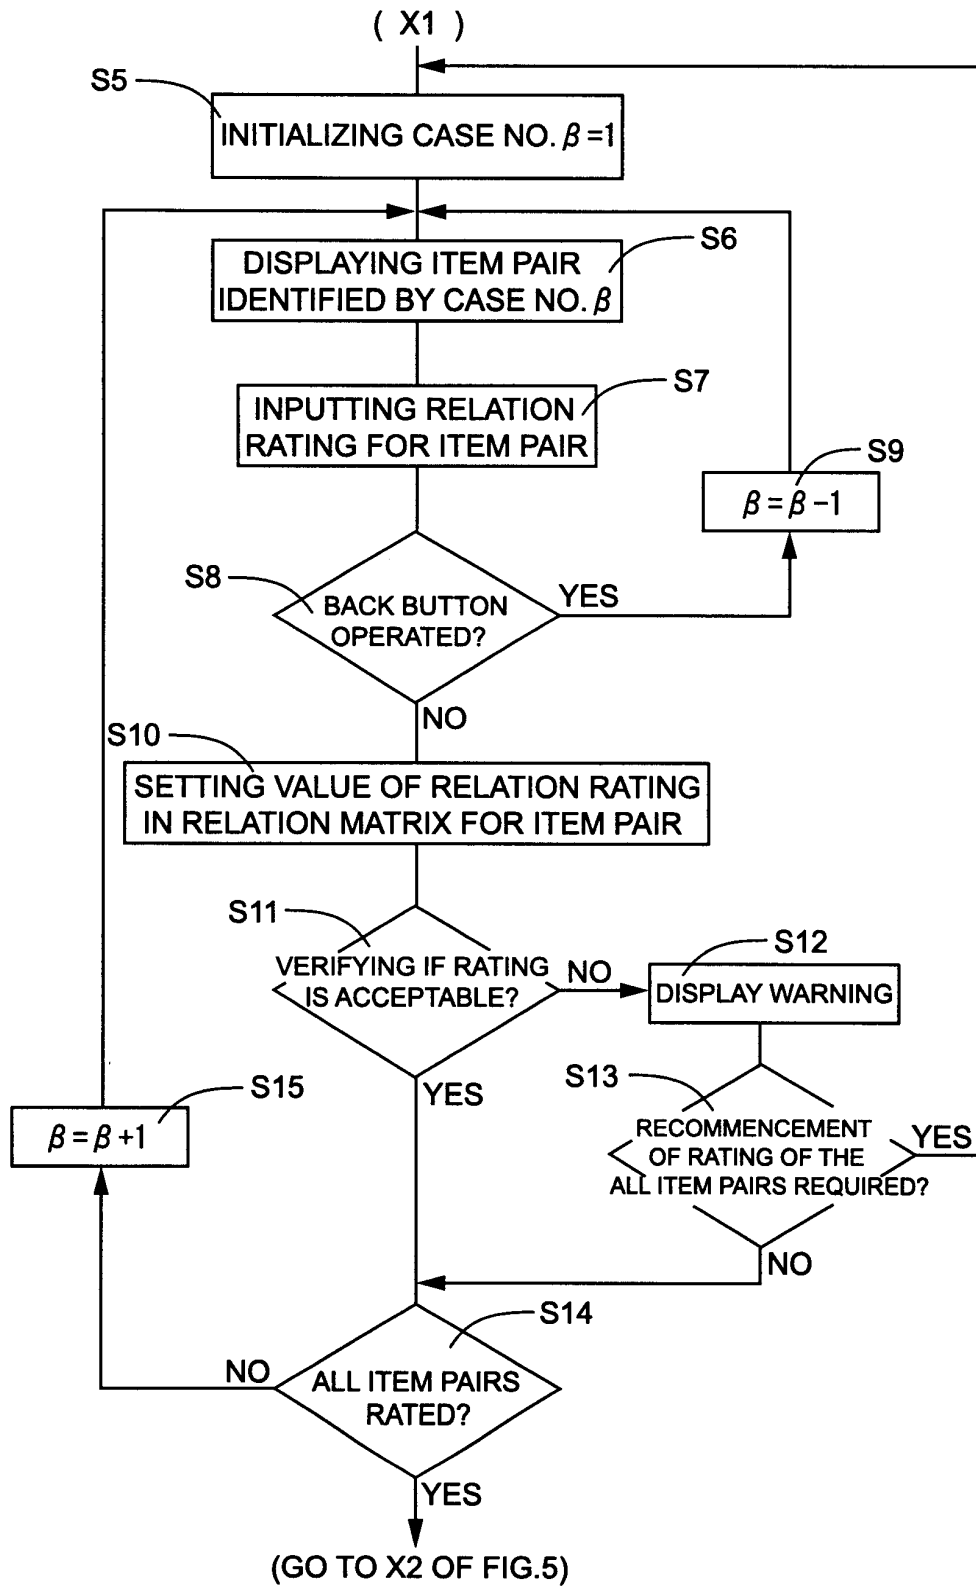 ( X1 )
S5
INITIALIZING CASE NO. β=1
S6
DISPLAYING ITEM PAIR
IDENTIFIED BY CASE NO. β
S7
INPUTTING RELATION
RATING FOR ITEM PAIR
S9
β=β-1
S8
BACK BUTTON
OPERATED?
YES
NO
S10
SETTING VALUE OF RELATION RATING
IN RELATION MATRIX FOR ITEM PAIR
S11
VERIFYING IF RATING
IS ACCEPTABLE?
NO
S12
DISPLAY WARNING
YES
S13
RECOMMENCEMENT
OF RATING OF THE
ALL ITEM PAIRS REQUIRED?
YES
NO
S15
β=β+1
S14
ALL ITEM PAIRS
RATED?
NO
YES
(GO TO X2 OF FIG.5)